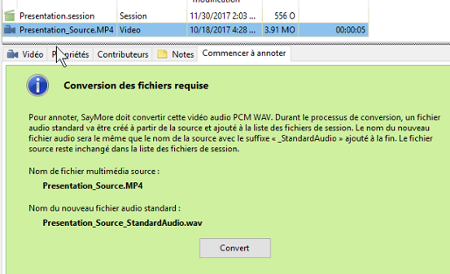 modification
Presentation.session Session 11/30/2017 2:03 ... 556 O
Presentation_Source.MP4 Video 10/18/2017 4:28 ... 3.91 MO 00:00:05
Vidéo Propriétés Contributeurs Notes Commencer à annoter
Conversion des fichiers requise
Pour annoter, SayMore doit convertir cette vidéo audio PCM WAV. Durant le processus de conversion, un fichier
audio standard va être créé à partir de la source et ajouté à la liste des fichiers de session. Le nom du nouveau
fichier audio sera le même que le nom de la source avec le suffixe « _StandardAudio » ajouté à la fin. Le fichier
source reste inchangé dans la liste des fichiers de session.
Nom de fichier multimédia source :
Presentation_Source.MP4
Nom du nouveau fichier audio standard :
Presentation_Source_StandardAudio.wav
Convert